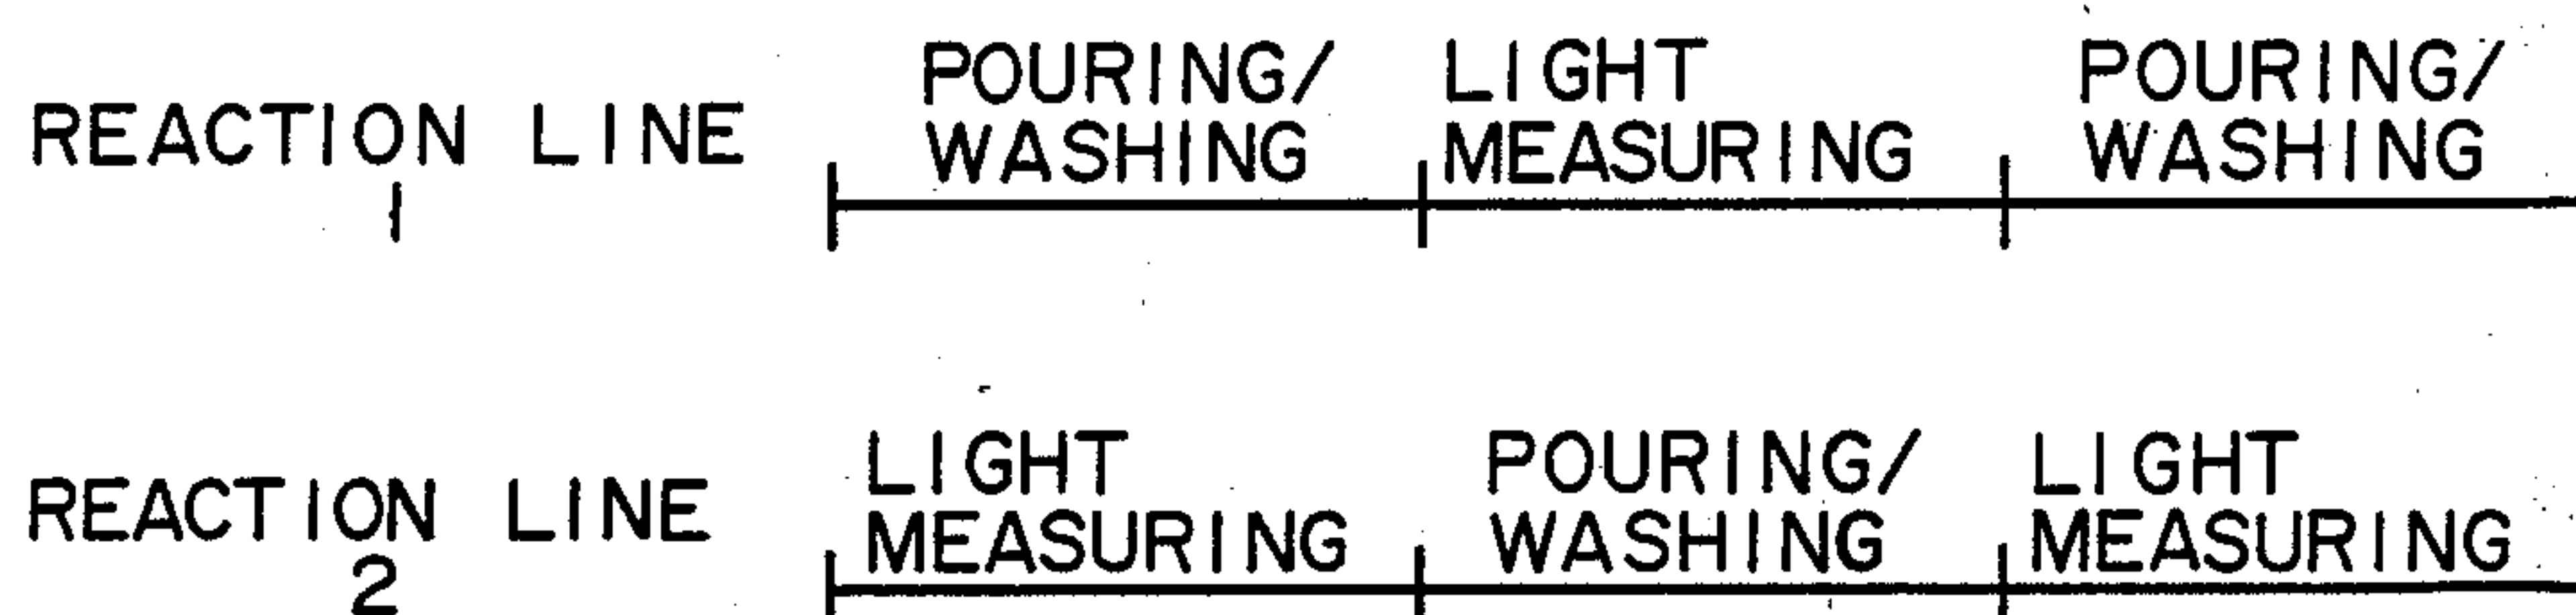 REACTION LINE
1
POURING/
WASHING
LIGHT
MEASURING
POURING/
WASHING
REACTION LINE
2
LIGHT
MEASURING
POURING/
WASHING
LIGHT
MEASURING